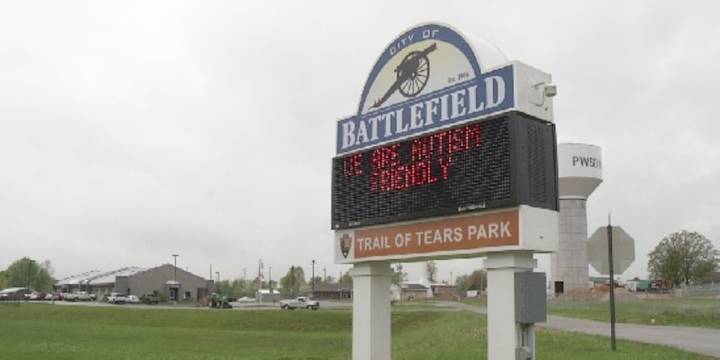 CITY OF
BATTLEFIELD
WE ARE AUTISM
FRIENDLY
TRAIL OF TEARS PARK
PWSD